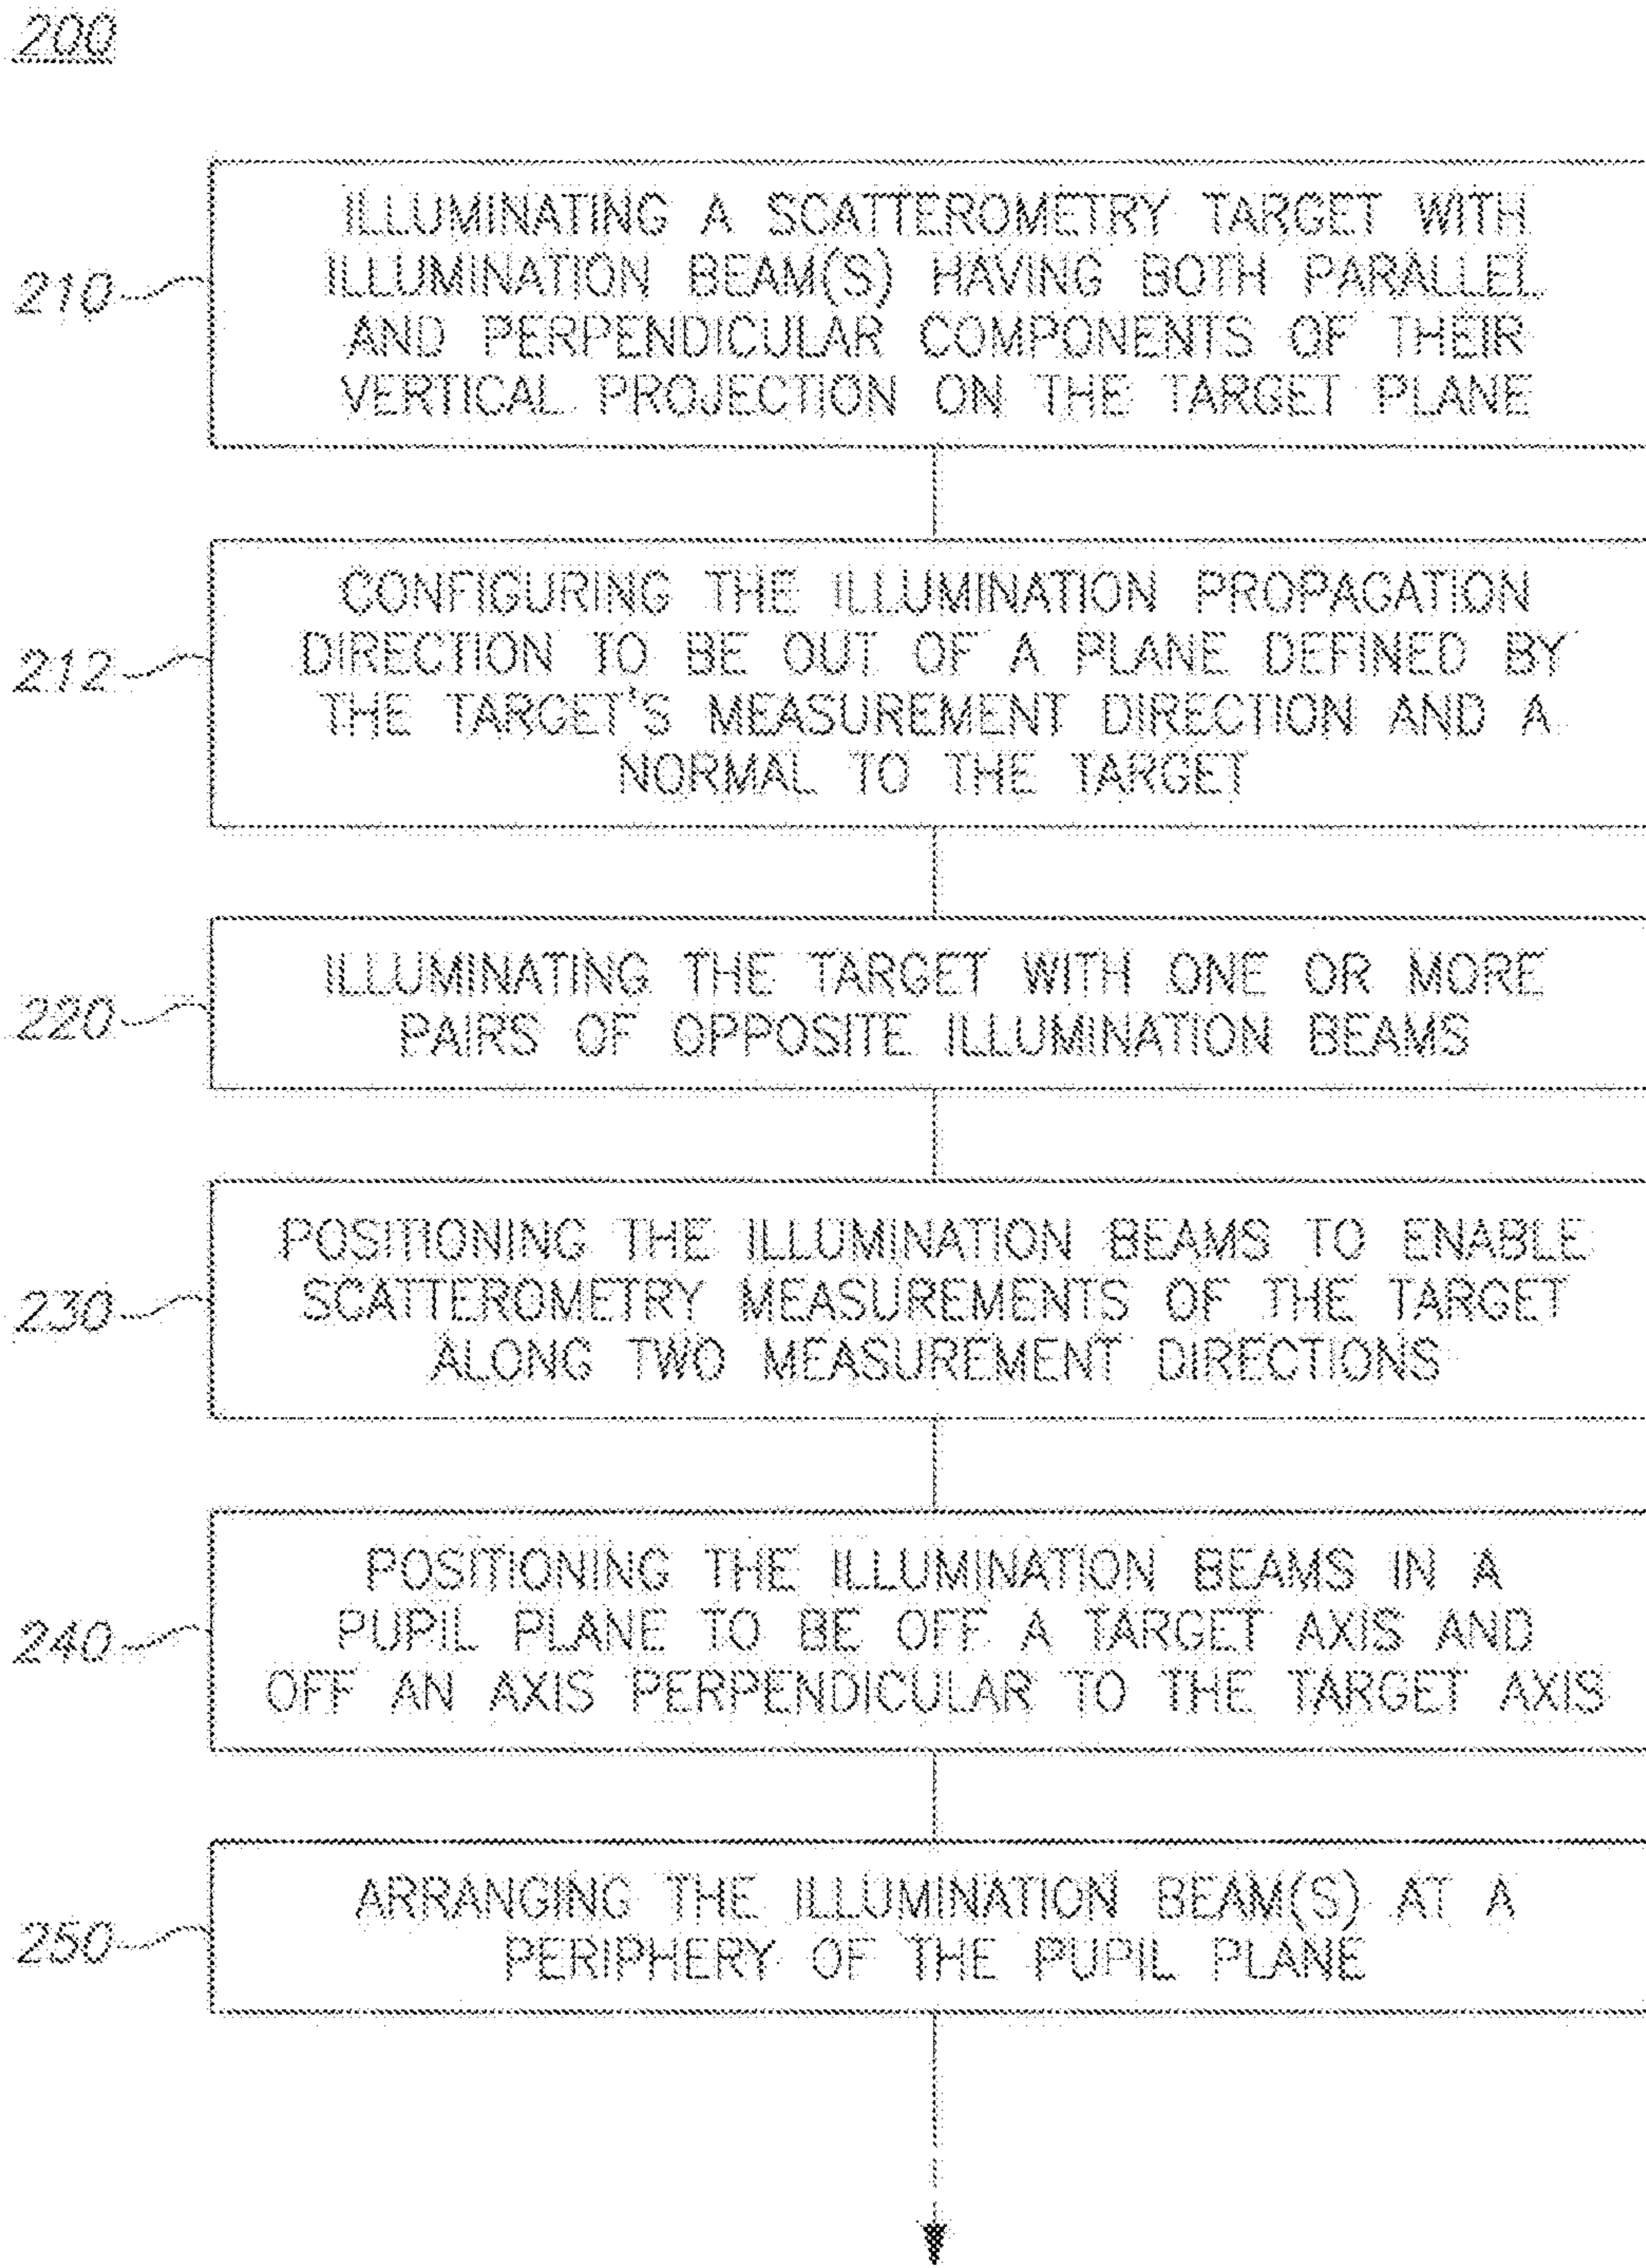 200
210
ILLUMINATING A SCATTEROMETRY TARGET WITH
ILLUMINATION BEAM(S) HAVING BOTH PARALLEL
AND PERPENDICULAR COMPONENTS OF THEIR
VERTICAL PROJECTION ON THE TARGET PLANE
212
CONFIGURING THE ILLUMINATION PROPAGATION
DIRECTION TO BE OUT OF A PLANE DEFINED BY
THE TARGET'S MEASUREMENT DIRECTION AND A
NORMAL TO THE TARGET
220
ILLUMINATING THE TARGET WITH ONE OR MORE
PAIRS OF OPPOSITE ILLUMINATION BEAMS
230
POSITIONING THE ILLUMINATION BEAMS TO ENABLE
SCATTEROMETRY MEASUREMENTS OF THE TARGET
ALONG TWO MEASUREMENT DIRECTIONS
240
POSITIONING THE ILLUMINATION BEAMS IN A
PUPIL PLANE TO BE OFF A TARGET AXIS AND
OFF AN AXIS PERPENDICULAR TO THE TARGET AXIS
250
ARRANGING THE ILLUMINATION BEAM(S) AT A
PERIPHERY OF THE PUPIL PLANE